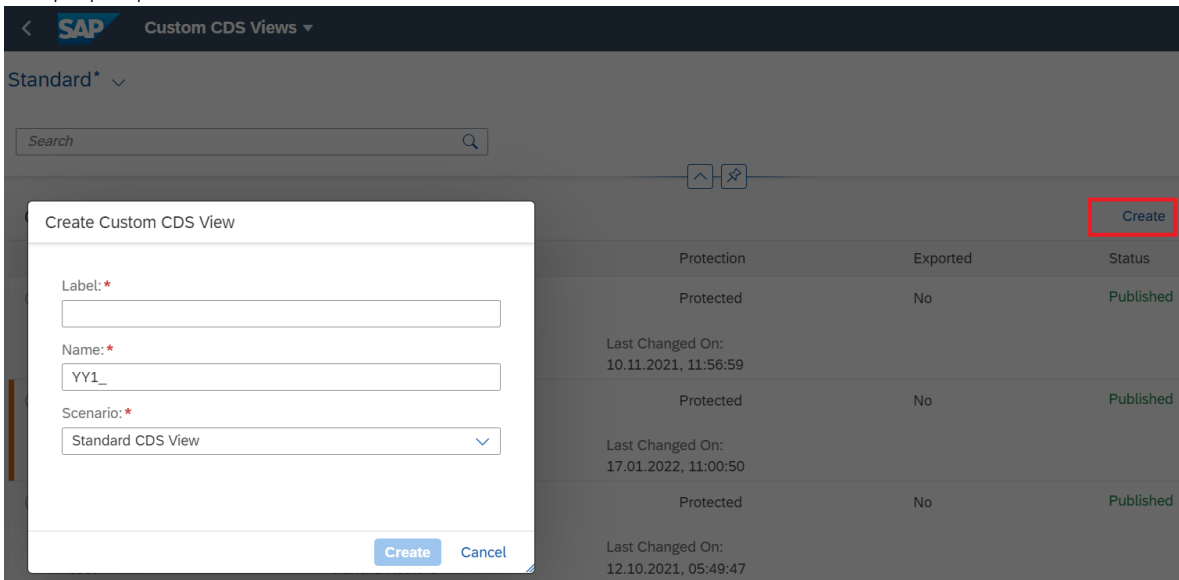 SAP Custom CDS Views
Standard*
Search
Create Custom CDS View
Create
Protection Exported Status
Label:*
Protected No Published
Name:*
Last Changed On:
YY1_
10.11.2021, 11:56:59
Scenario:*
Protected No Published
Standard CDS View
Last Changed On:
17.01.2022, 11:00:50
Protected No Published
Create Cancel
Last Changed On:
12.10.2021, 05:49:47